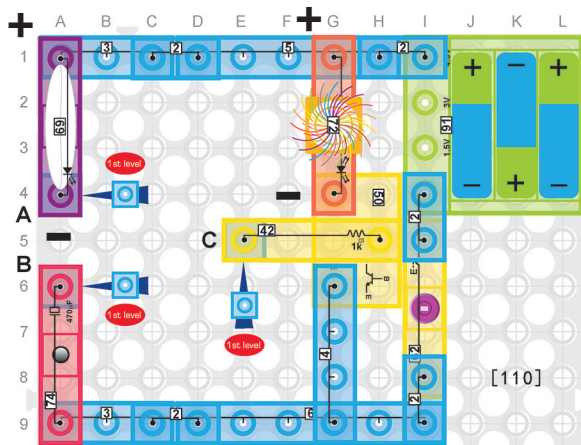 A B C D E F G H I J K L
+ +
1 3 2 5 2 + − +
2 3V
3 69 72 91 1.5V
1st level
4 50 2 − + −
A
5 C 42 1k B
B
6 470µF B E E
1st level
7 1st level
4 2
8 [110]
74 2
9 3 2 6